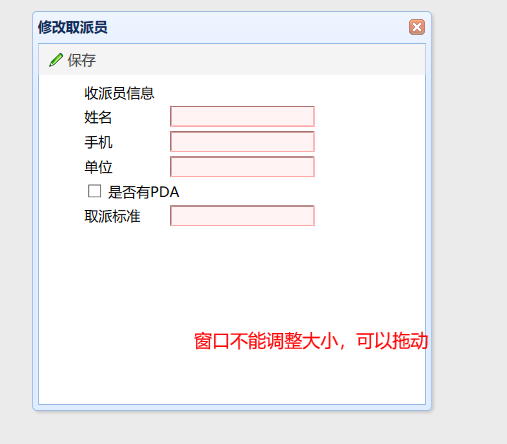 修改取派员
保存
收派员信息
姓名
手机
单位
是否有PDA
取派标准
窗口不能调整大小，可以拖动